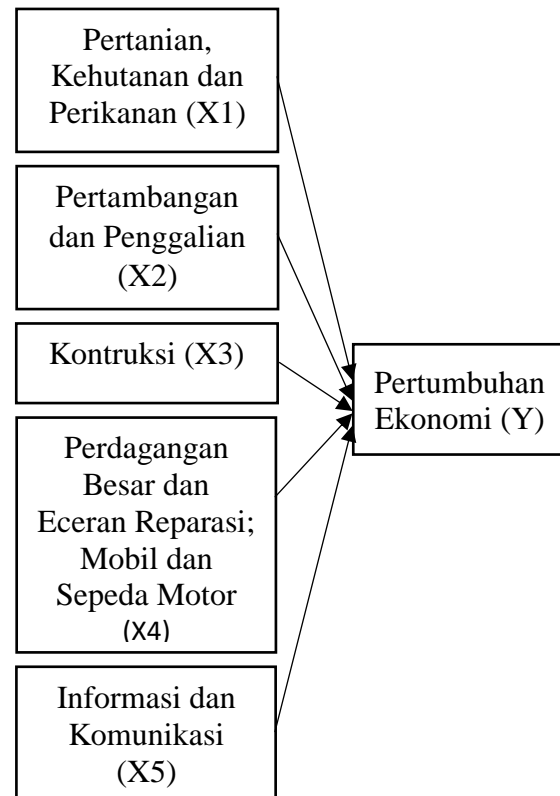 Pertanian,
Kehutanan dan
Perikanan (X1)
Pertambangan
dan Penggalian
(X2)
Kontruksi (X3)
Perdagangan
Besar dan
Eceran Reparasi;
Mobil dan
Sepeda Motor
(X4)
Informasi dan
Komunikasi
(X5)
Pertumbuhan
Ekonomi (Y)